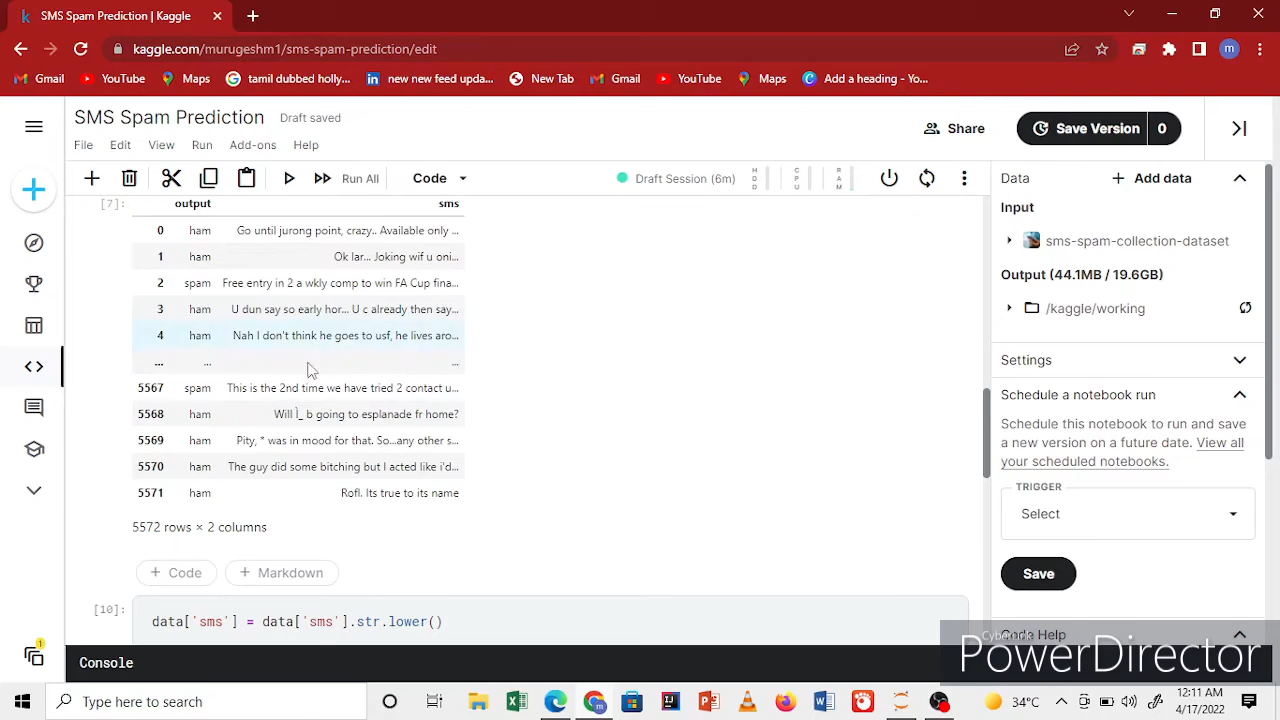 SMS Spam Prediction | Kaggle
kaggle.com/murugeshm1/sms-spam-prediction/edit
m
Gmail YouTube Maps tamil dubbed holly... new new feed upda... New Tab Gmail YouTube Maps Add a heading - Yo...
SMS Spam Prediction Draft saved
File Edit View Run Add-ons Help
Share
Save Version 0
Run All Code
Draft Session (6m)
HDD
CPU
RAM
[7]:
output sms
0 ham Go until jurong point, crazy.. Available only ...
1 ham Ok lar... Joking wif u oni...
2 spam Free entry in 2 a wkly comp to win FA Cup fina...
3 ham U dun say so early hor... U c already then say...
4 ham Nah I don't think he goes to usf, he lives aro...
... ... ...
5567 spam This is the 2nd time we have tried 2 contact u...
5568 ham Will Ì_ b going to esplanade fr home?
5569 ham Pity, * was in mood for that. So...any other s...
5570 ham The guy did some bitching but I acted like i'd...
5571 ham Rofl. Its true to its name
5572 rows × 2 columns
+ Code + Markdown
[10]:
data['sms'] = data['sms'].str.lower()
Console
Data
+ Add data
Input
sms-spam-collection-dataset
Output (44.1MB / 19.6GB)
/kaggle/working
Settings
Schedule a notebook run
Schedule this notebook to run and save
a new version on a future date. View all
your scheduled notebooks.
TRIGGER
Select
Save
Code Help
CyberLink
PowerDirector
1
Type here to search
34°C
12:11 AM
4/17/2022